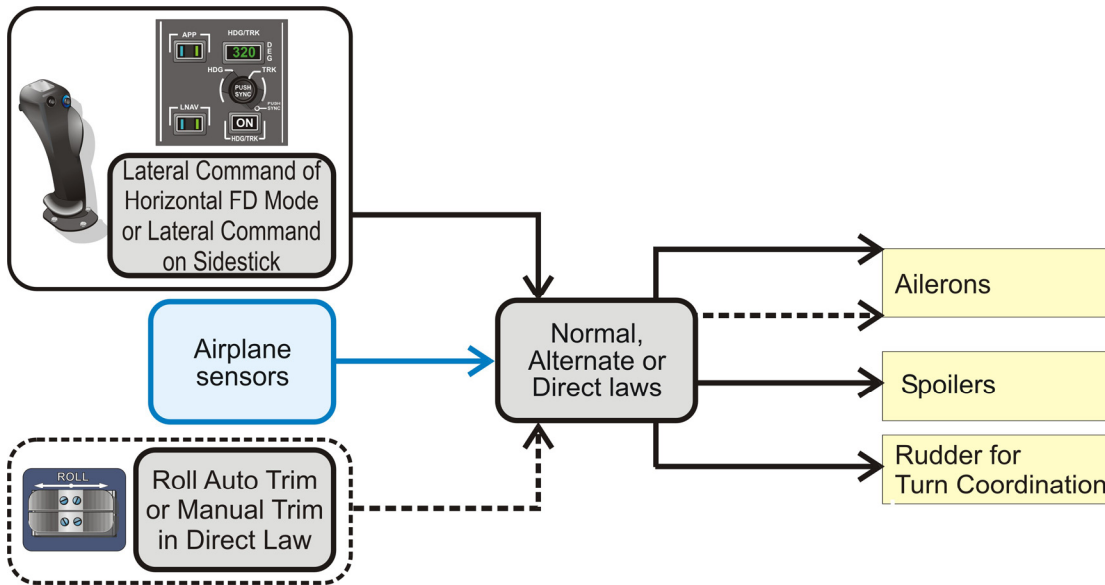 APP
HDG/TRK
320
DEG
HDG
TRK
PUSH
SYNC
PUSH
SYNC
LNAV
ON
HDG/TRK
Lateral Command of
Horizontal FD Mode
or Lateral Command
on Sidestick
Airplane
sensors
ROLL
Roll Auto Trim
or Manual Trim
in Direct Law
Normal,
Alternate or
Direct laws
Ailerons
Spoilers
Rudder for
Turn Coordination